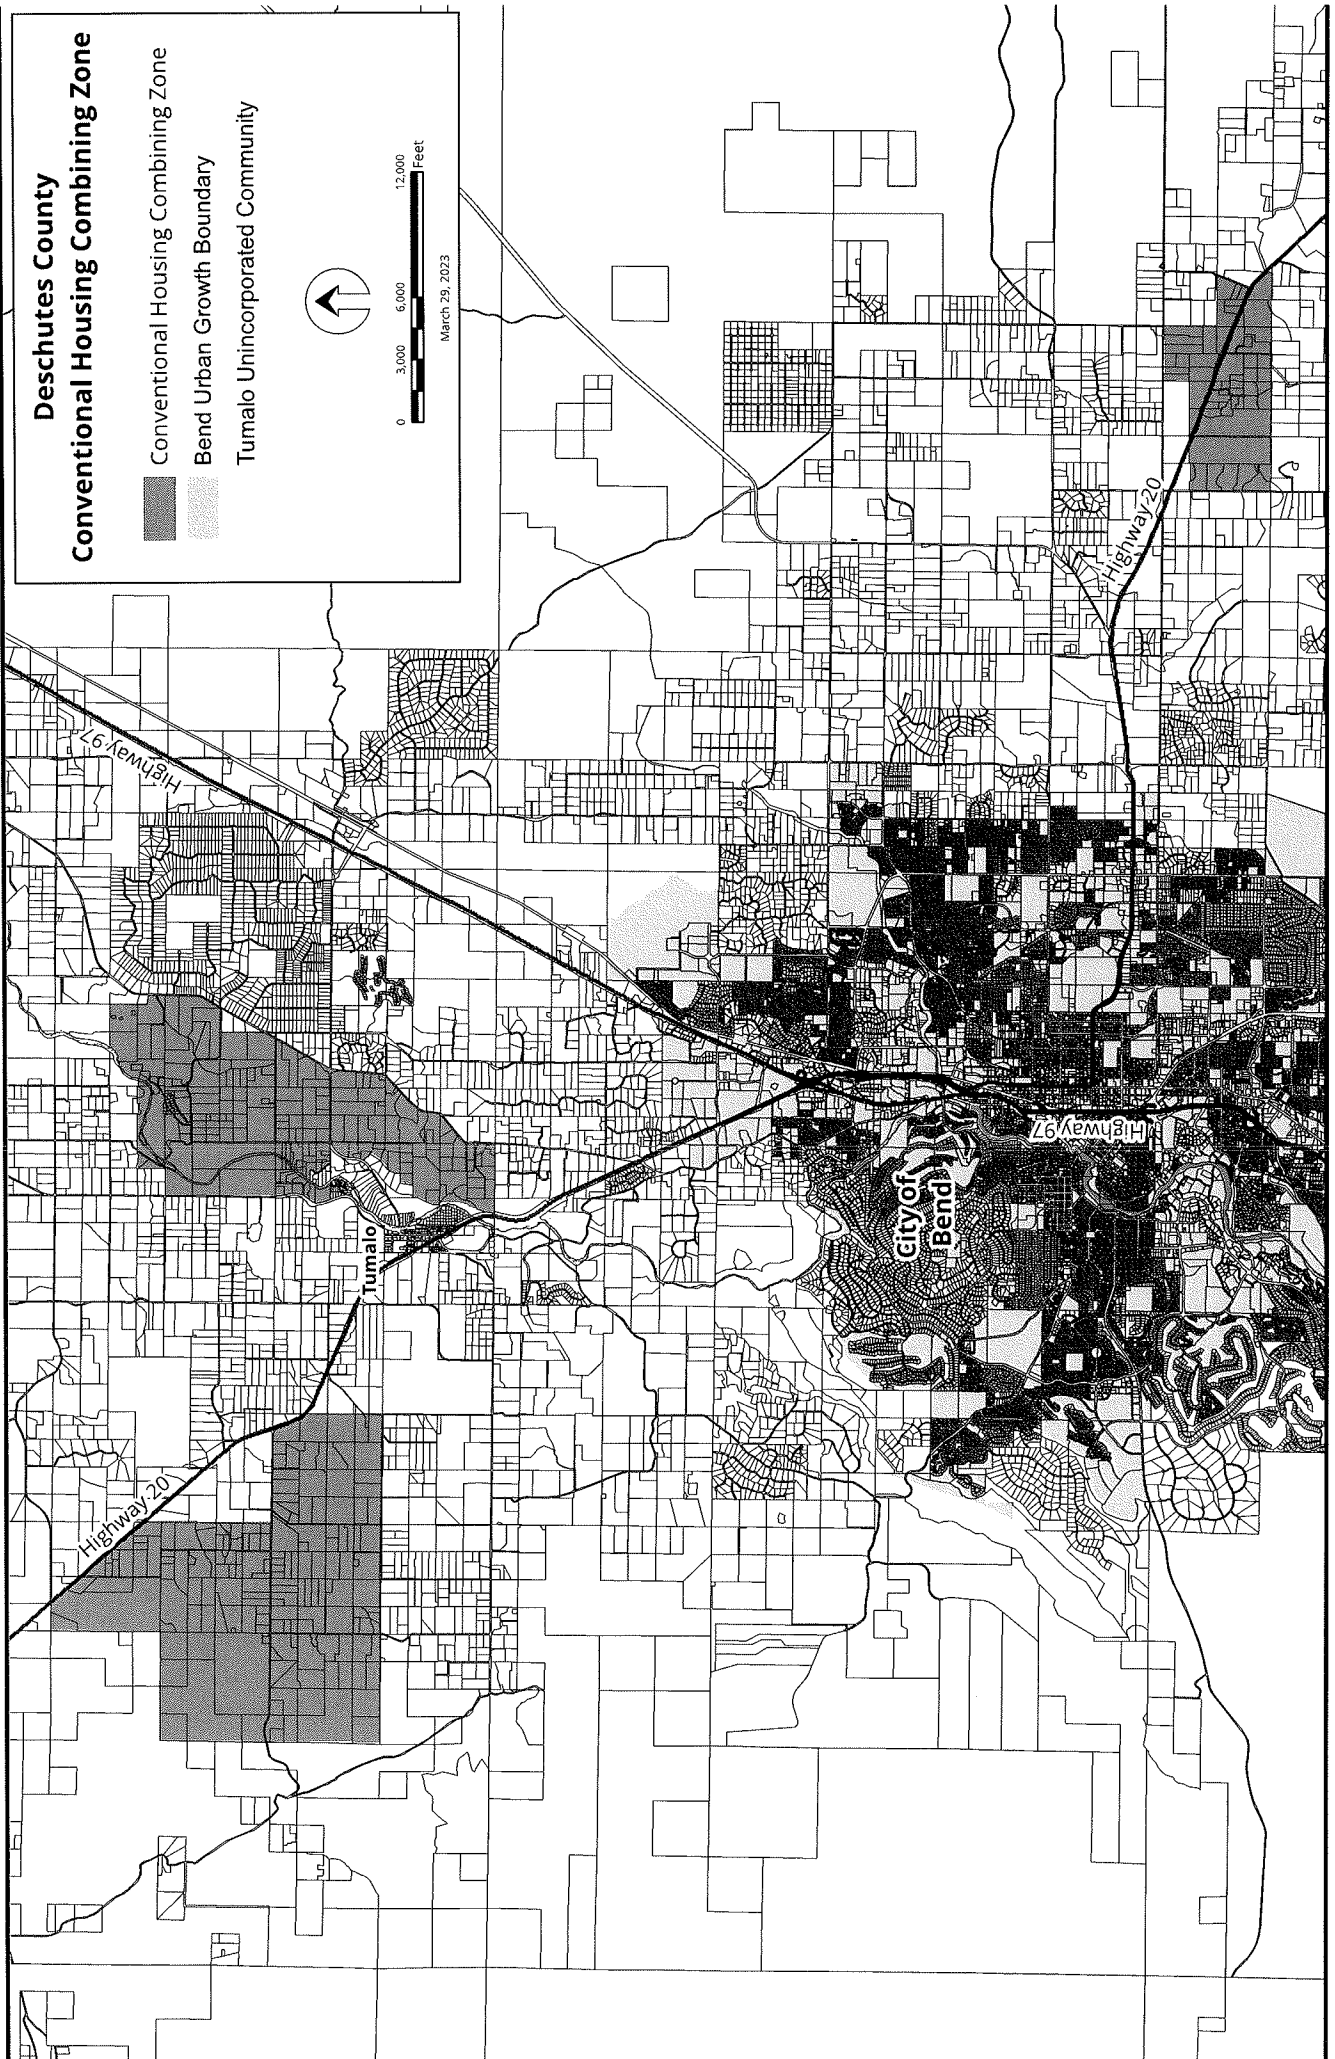 Deschutes County
Conventional Housing Combining Zone
Conventional Housing Combining Zone
Bend Urban Growth Boundary
Tumalo Unincorporated Community
0 3,000 6,000 12,000
Feet
March 29, 2023
Highway 97
Highway 20
Tumalo
Highway 20
City of
Bend
Highway 97